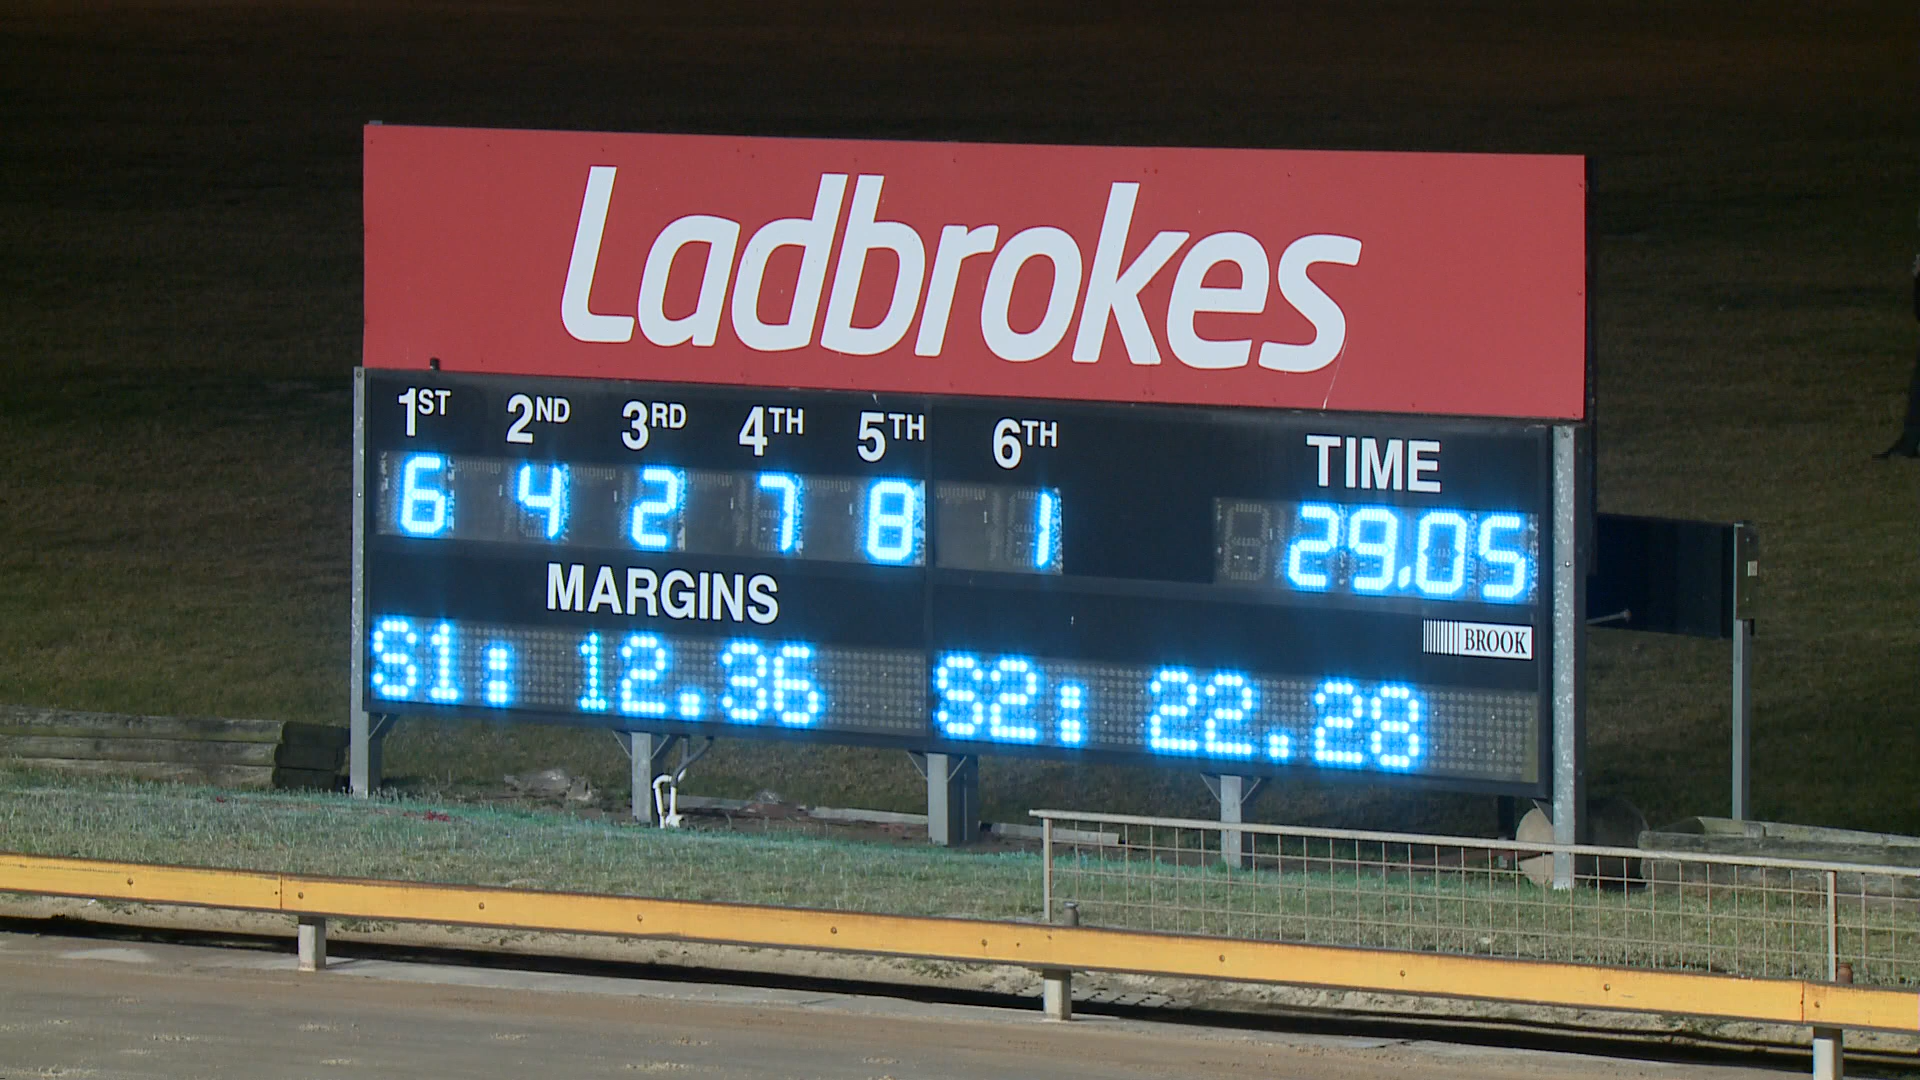 Ladbrokes
1ST 2ND 3RD 4TH 5TH 6TH TIME
6 4 2 7 8 1 29.05
MARGINS
BROOK
S1: 12.36 S2: 22.28